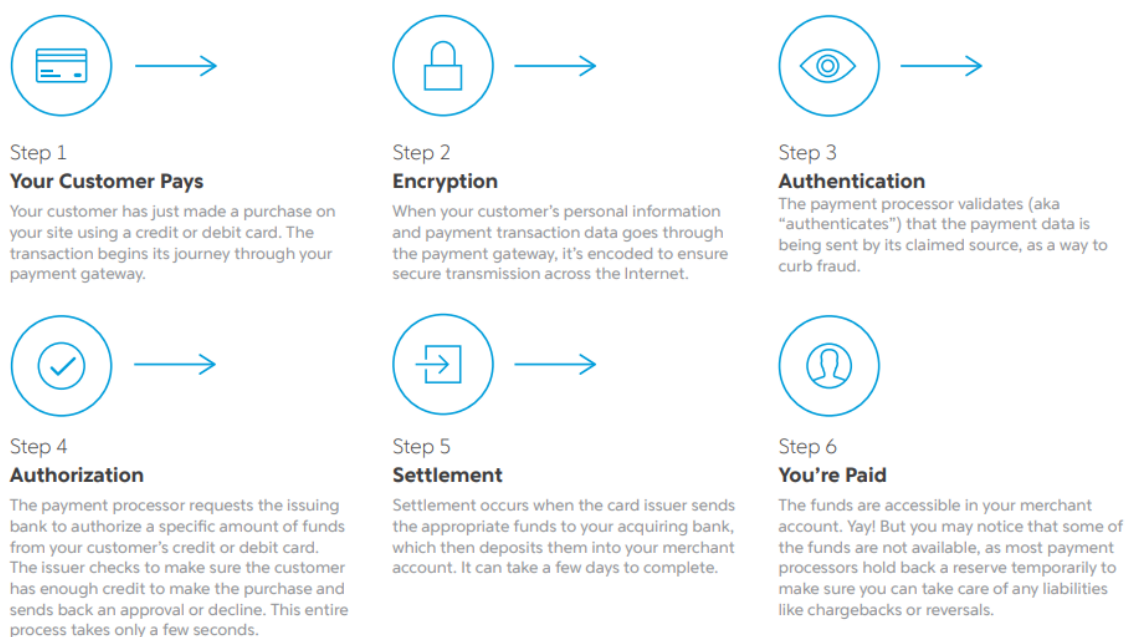 Step 1
Your Customer Pays
Your customer has just made a purchase on
your site using a credit or debit card. The
transaction begins its journey through your
payment gateway.
Step 2
Encryption
When your customer's personal information
and payment transaction data goes through
the payment gateway, it's encoded to ensure
secure transmission across the Internet.
Step 3
Authentication
The payment processor validates (aka
“authenticates”) that the payment data is
being sent by its claimed source, as a way to
curb fraud.
Step 4
Authorization
The payment processor requests the issuing
bank to authorize a specific amount of funds
from your customer's credit or debit card.
The issuer checks to make sure the customer
has enough credit to make the purchase and
sends back an approval or decline. This entire
process takes only a few seconds.
Step 5
Settlement
Settlement occurs when the card issuer sends
the appropriate funds to your acquiring bank,
which then deposits them into your merchant
account. It can take a few days to complete.
Step 6
You're Paid
The funds are accessible in your merchant
account. Yay! But you may notice that some of
the funds are not available, as most payment
processors hold back a reserve temporarily to
make sure you can take care of any liabilities
like chargebacks or reversals.